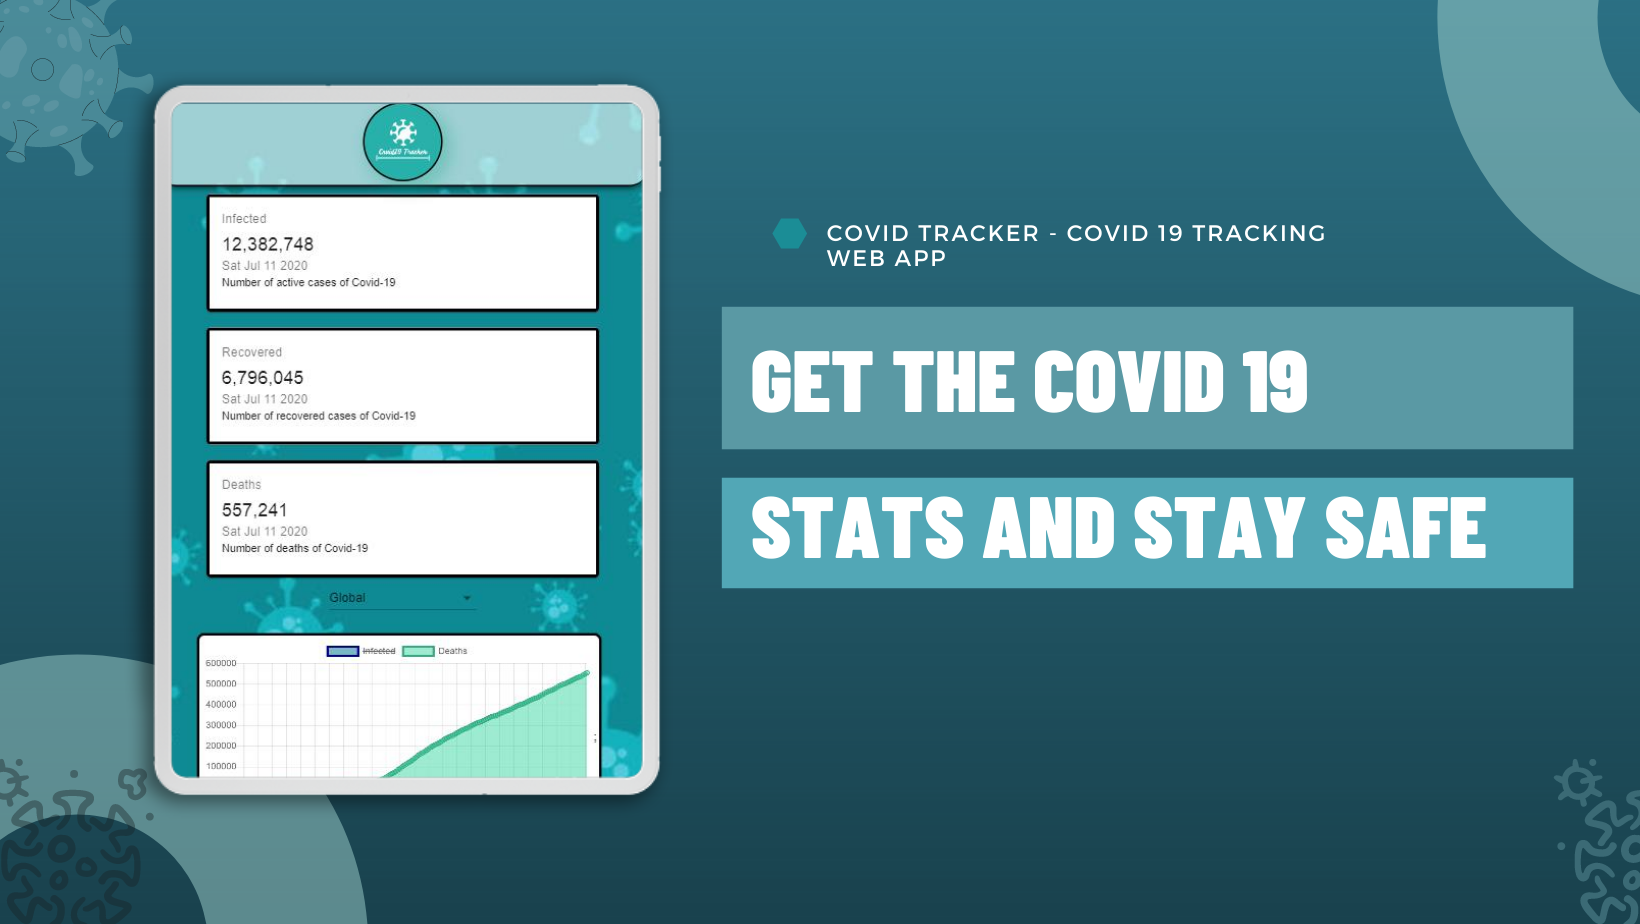 Covid19 Tracker
Infected
12,382,748
Sat Jul 11 2020
Number of active cases of Covid-19
Recovered
6,796,045
Sat Jul 11 2020
Number of recovered cases of Covid-19
Deaths
557,241
Sat Jul 11 2020
Number of deaths of Covid-19
Global
Infected Deaths
600000
500000
400000
300000
200000
100000
;
COVID TRACKER - COVID 19 TRACKING
WEB APP
GET THE COVID 19
STATS AND STAY SAFE